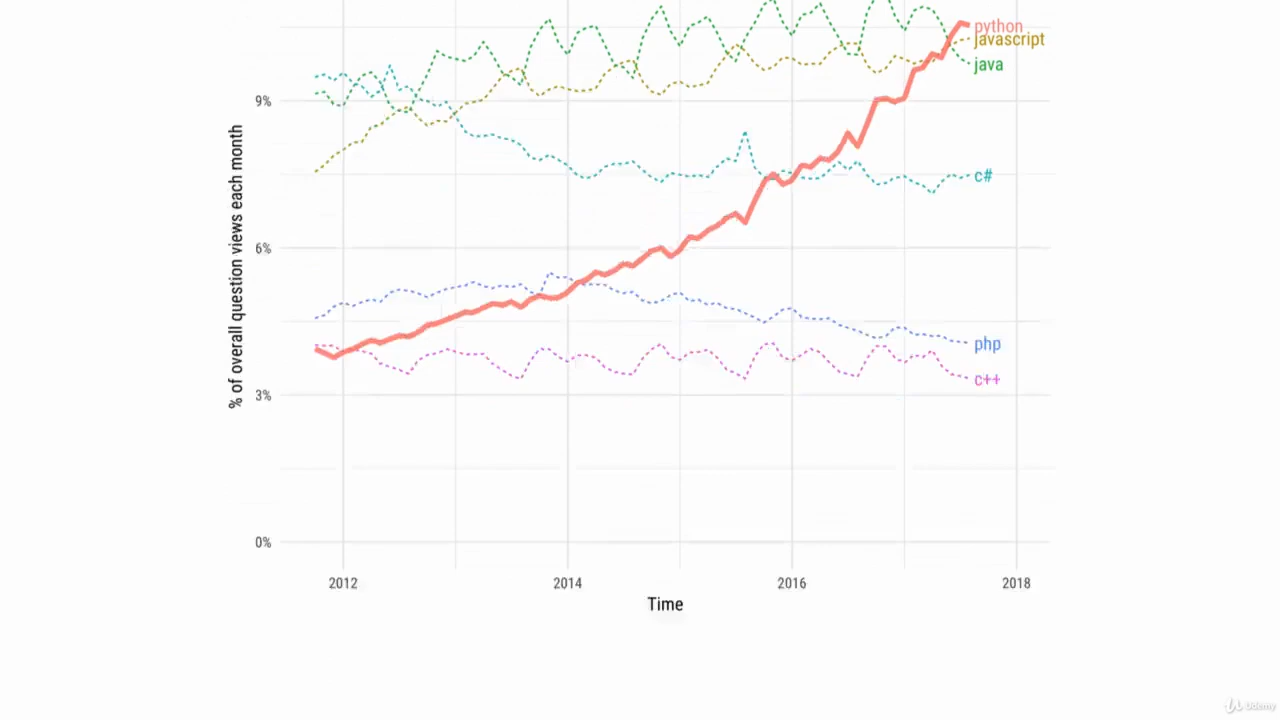 python
javascript
java
9%
c#
6%
php
c++
3%
0%
% of overall question views each month
2012 2014 2016 2018
Time
Udemy